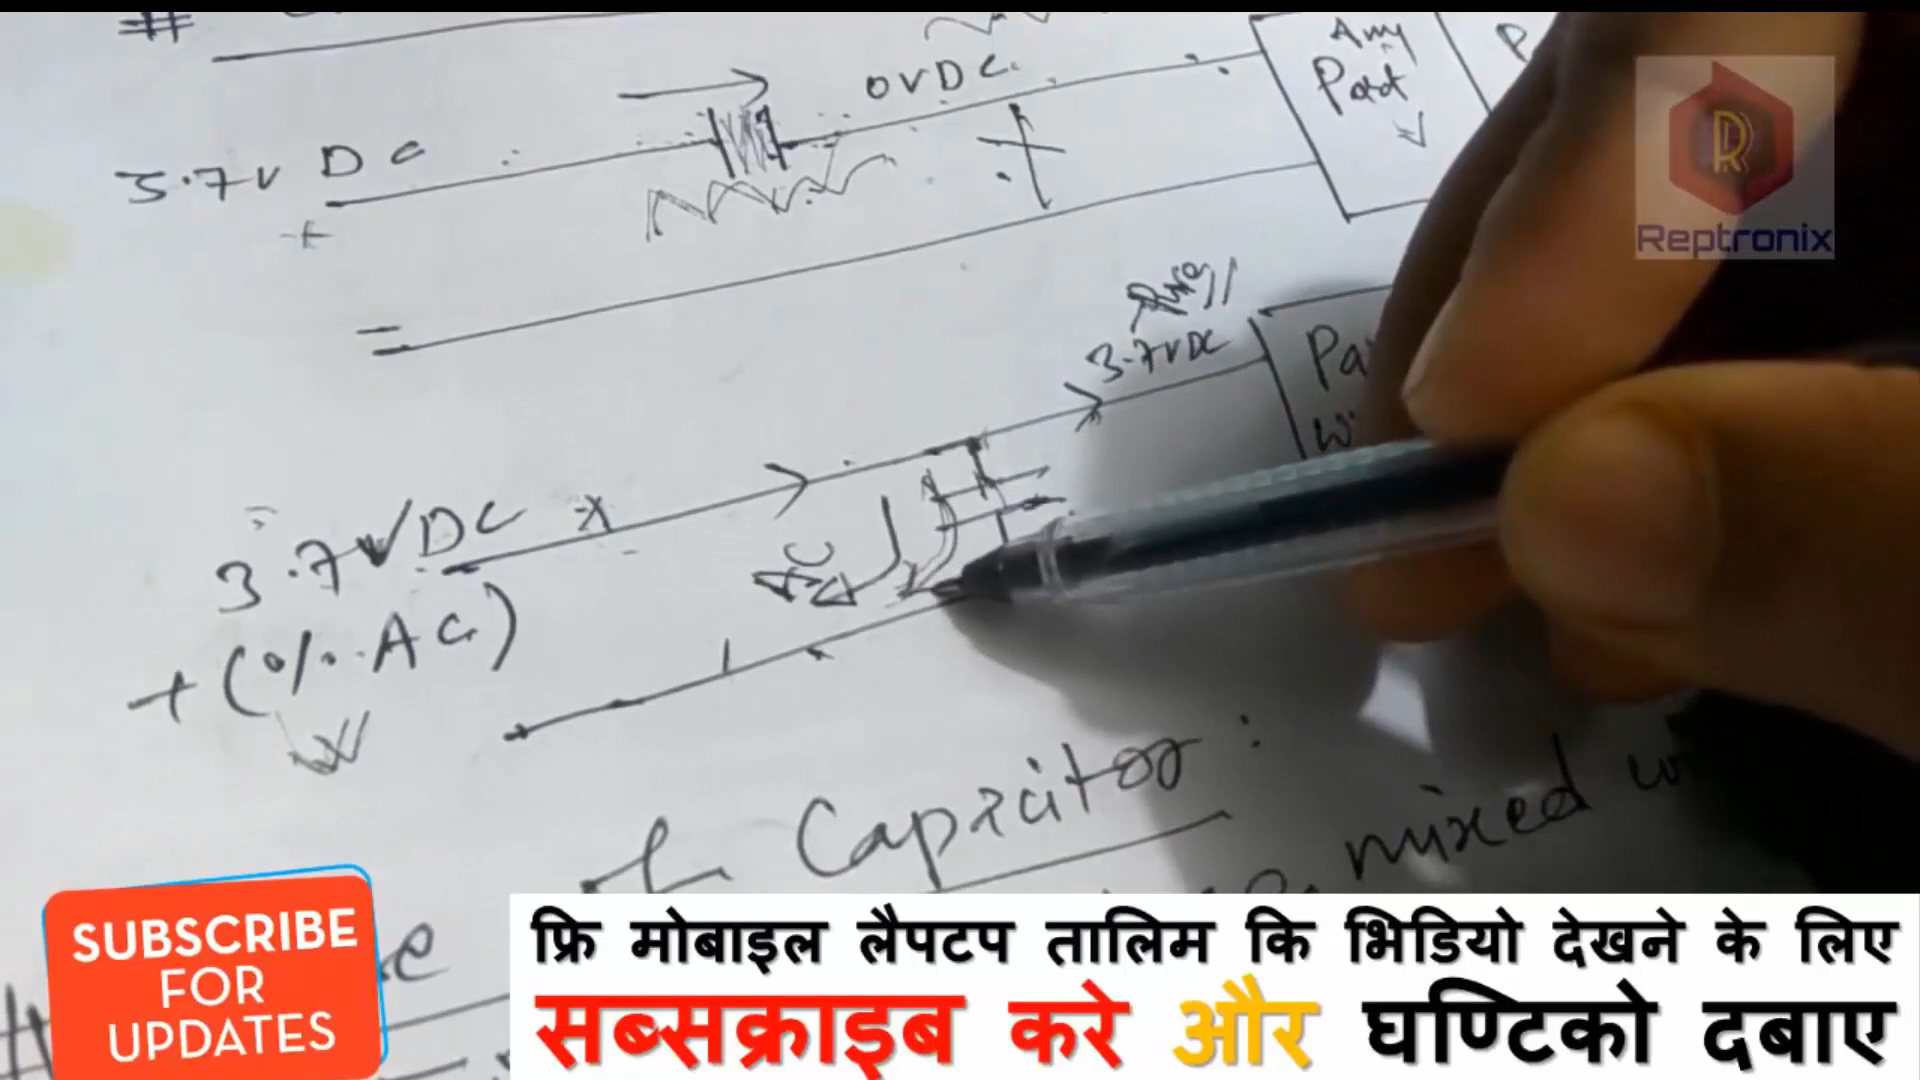 #
0VDC
Any
Part
3.7V DC
+
Reptronix
3.7VDC
3.7VDC
+(%.AC)
AC
Capacitor:
mixed
SUBSCRIBE
FOR
UPDATES
फ्रि मोबाइल लैपटप तालिम कि भिडियो देखने के लिए
सब्सक्राइब करे और घण्टिको दबाए